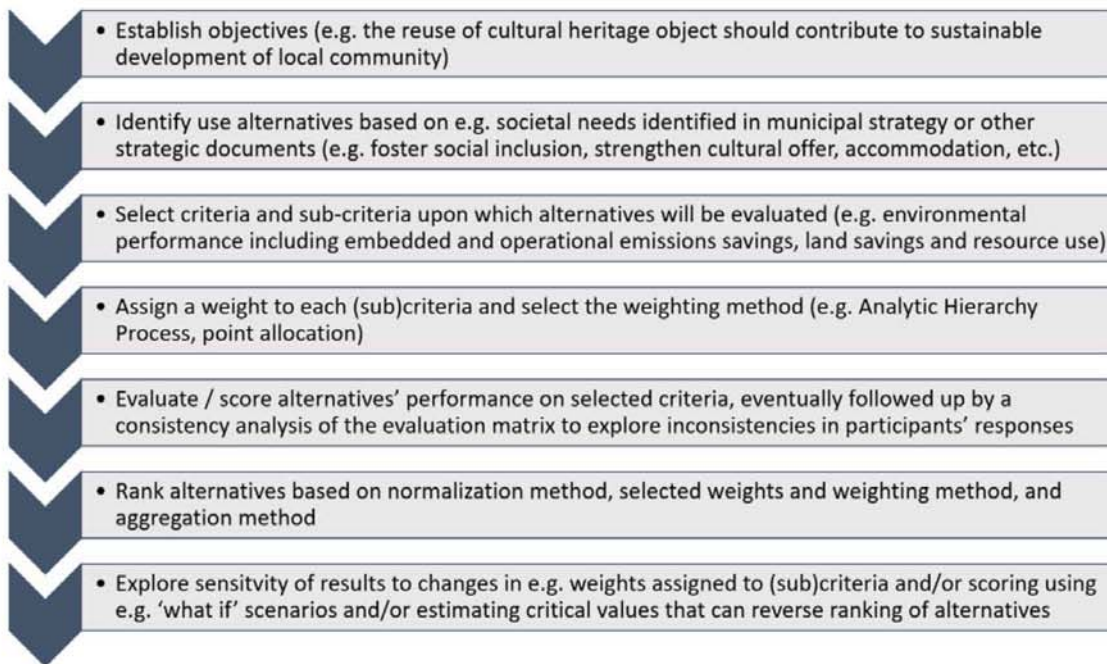 • Establish objectives (e.g. the reuse of cultural heritage object should contribute to sustainable
development of local community)
• Identify use alternatives based on e.g. societal needs identified in municipal strategy or other
strategic documents (e.g. foster social inclusion, strengthen cultural offer, accommodation, etc.)
• Select criteria and sub-criteria upon which alternatives will be evaluated (e.g. environmental
performance including embedded and operational emissions savings, land savings and resource use)
• Assign a weight to each (sub)criteria and select the weighting method (e.g. Analytic Hierarchy
Process, point allocation)
• Evaluate / score alternatives’ performance on selected criteria, eventually followed up by a
consistency analysis of the evaluation matrix to explore inconsistencies in participants’ responses
• Rank alternatives based on normalization method, selected weights and weighting method, and
aggregation method
• Explore sensitvity of results to changes in e.g. weights assigned to (sub)criteria and/or scoring using
e.g. ‘what if’ scenarios and/or estimating critical values that can reverse ranking of alternatives